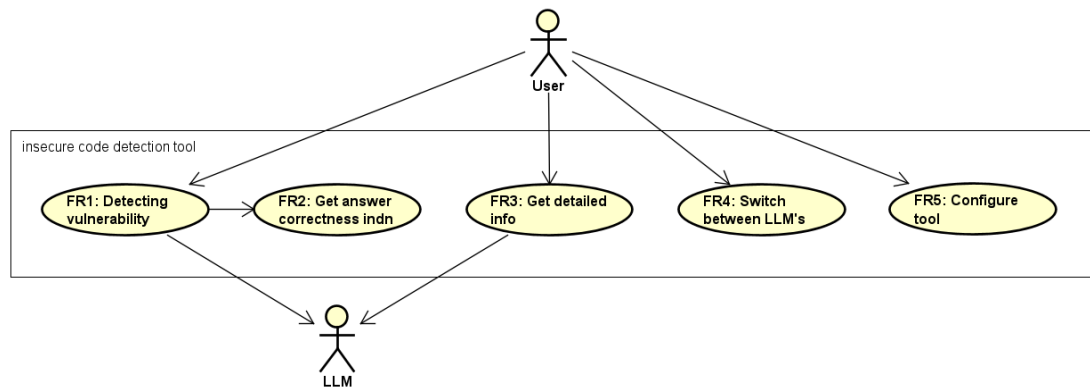 User
insecure code detection tool
FR1: Detecting
vulnerability
FR2: Get answer
correctness indn
FR3: Get detailed
info
FR4: Switch
between LLM's
FR5: Configure
tool
LLM